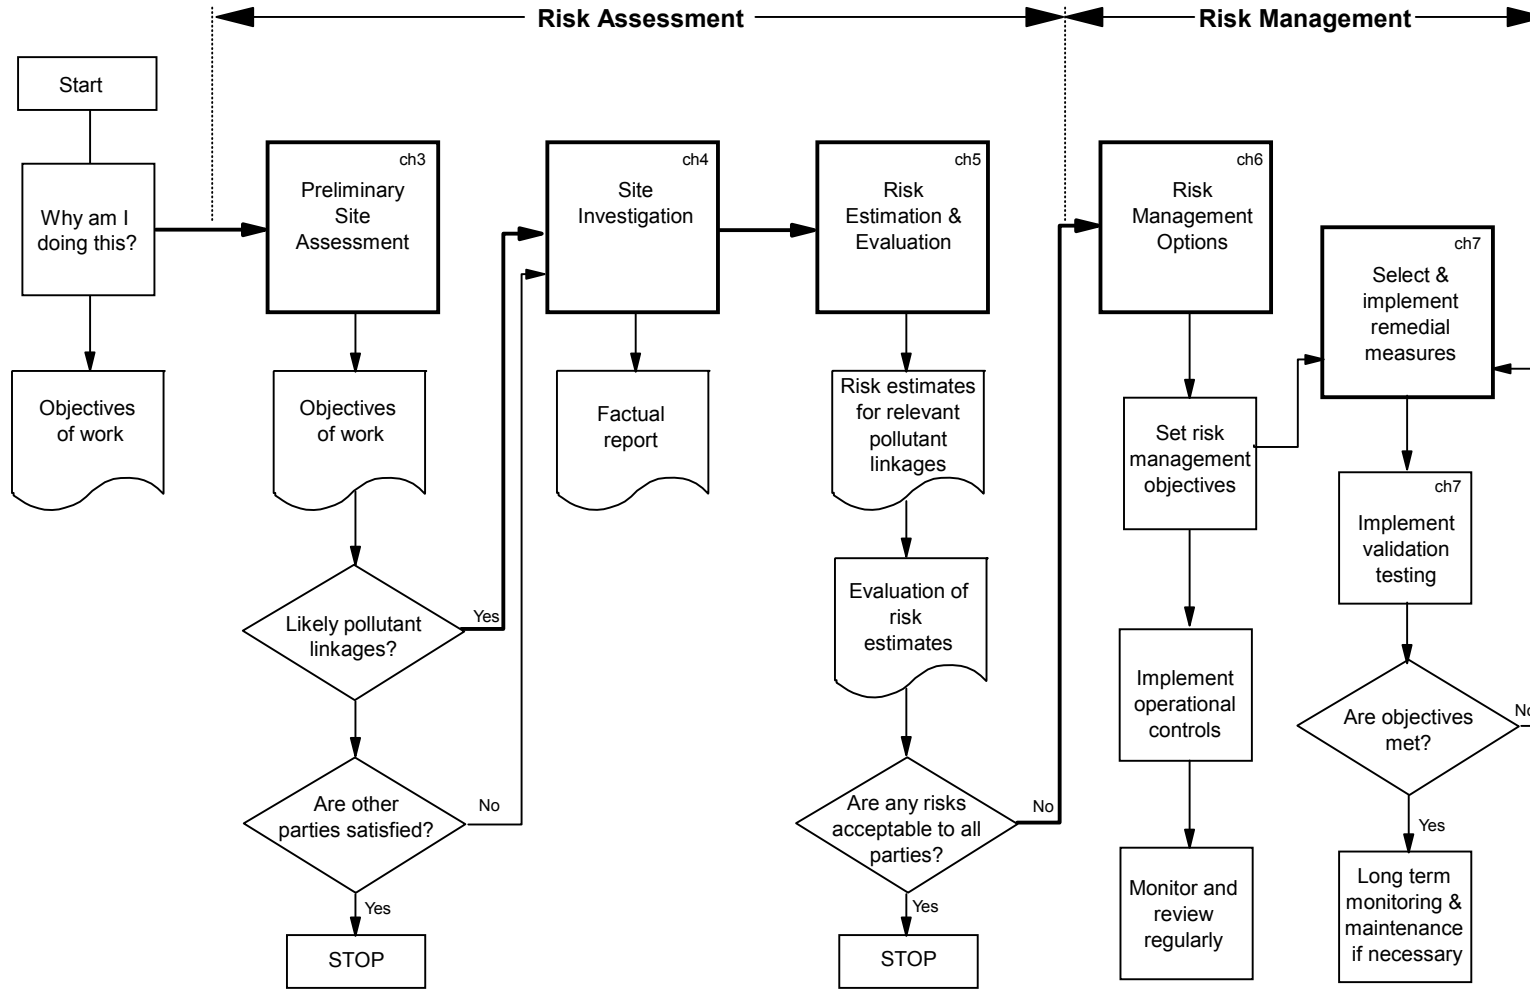 Risk Assessment
Risk Management
Start
Why am I
doing this?
Objectives
of work
ch3
Preliminary
Site
Assessment
Objectives
of work
Likely pollutant
linkages?
Yes
Are other
parties satisfied?
No
Yes
STOP
ch4
Site
Investigation
Factual
report
ch5
Risk
Estimation &
Evaluation
Risk estimates
for relevant
pollutant
linkages
Evaluation of
risk
estimates
Are any risks
acceptable to all
parties?
No
Yes
STOP
ch6
Risk
Management
Options
Set risk
management
objectives
Implement
operational
controls
Monitor and
review
regularly
ch7
Select &
implement
remedial
measures
ch7
Implement
validation
testing
Are objectives
met?
No
Yes
Long term
monitoring &
maintenance
if necessary